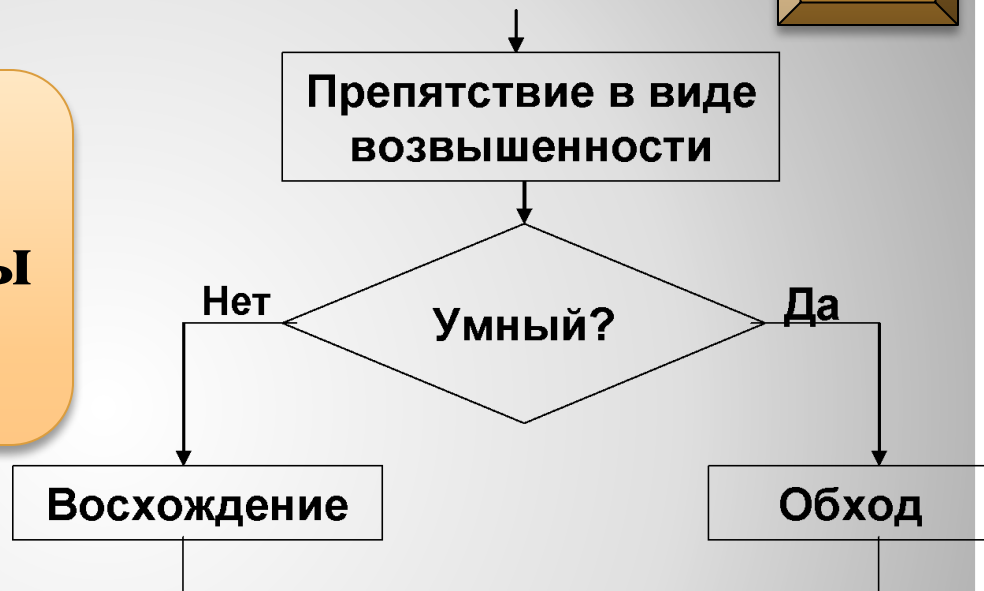 Препятствие в виде
возвышенности
ы
Нет
Умный?
Да
Восхождение
Обход